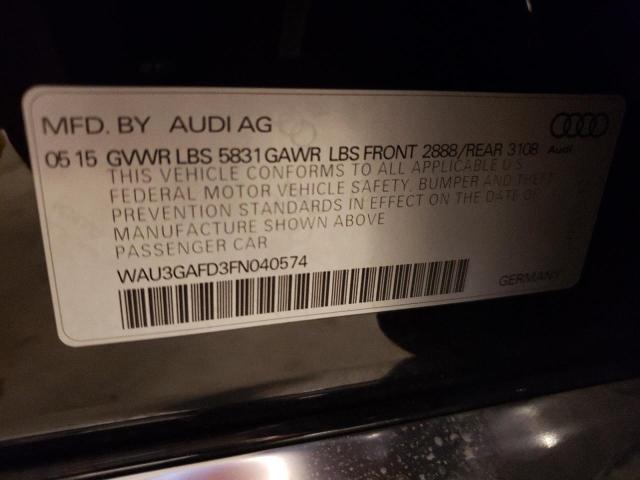 MFD. BY AUDI AG
05 15 GVWR LBS 5831 GAWR LBS FRONT 2888/REAR 3108
Audi
THIS VEHICLE CONFORMS TO ALL APPLICABLE U.S.
FEDERAL MOTOR VEHICLE SAFETY, BUMPER AND THEFT
PREVENTION STANDARDS IN EFFECT ON THE DATE OF
MANUFACTURE SHOWN ABOVE
PASSENGER CAR
WAU3GAFD3FN040574
GERMANY